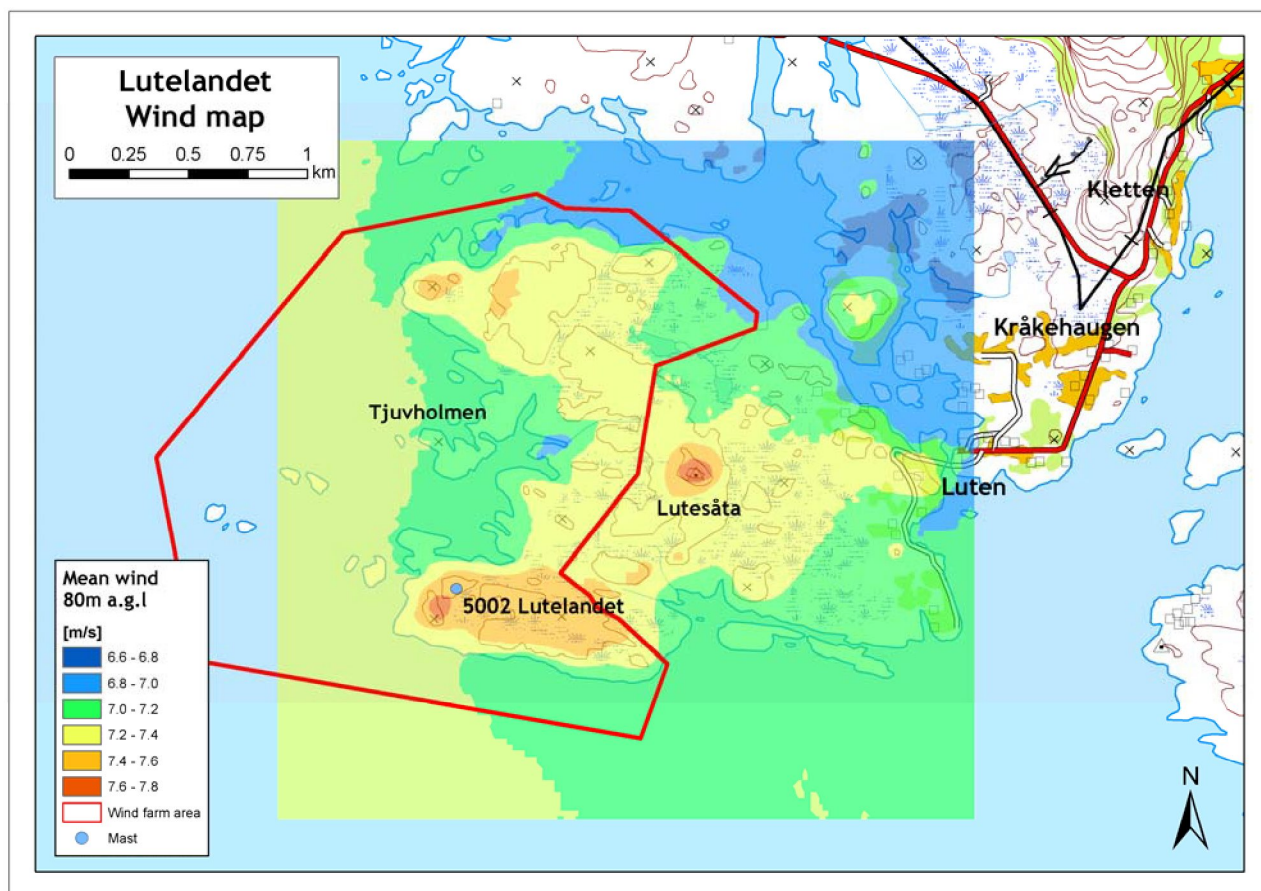 Lutelandet
Wind map
0 0.25 0.5 0.75 1
km
Kletten
Kråkehaugen
Tjuvholmen
Luten
Lutesåta
5002 Lutelandet
Mean wind
80m a.g.l
[m/s]
6.6 - 6.8
6.8 - 7.0
7.0 - 7.2
7.2 - 7.4
7.4 - 7.6
7.6 - 7.8
Wind farm area
Mast
N